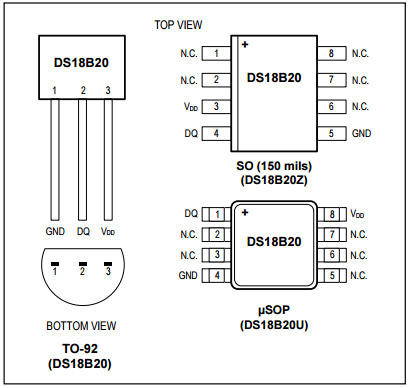 TOP VIEW
DS18B20
1 2 3
GND DQ VDD
1 2 3
BOTTOM VIEW
TO-92
(DS18B20)
+
DS18B20
N.C. 1 8 N.C.
N.C. 2 7 N.C.
VDD 3 6 N.C.
DQ 4 5 GND
SO (150 mils)
(DS18B20Z)
+
DS18B20
DQ 1 8 VDD
N.C. 2 7 N.C.
N.C. 3 6 N.C.
GND 4 5 N.C.
µSOP
(DS18B20U)